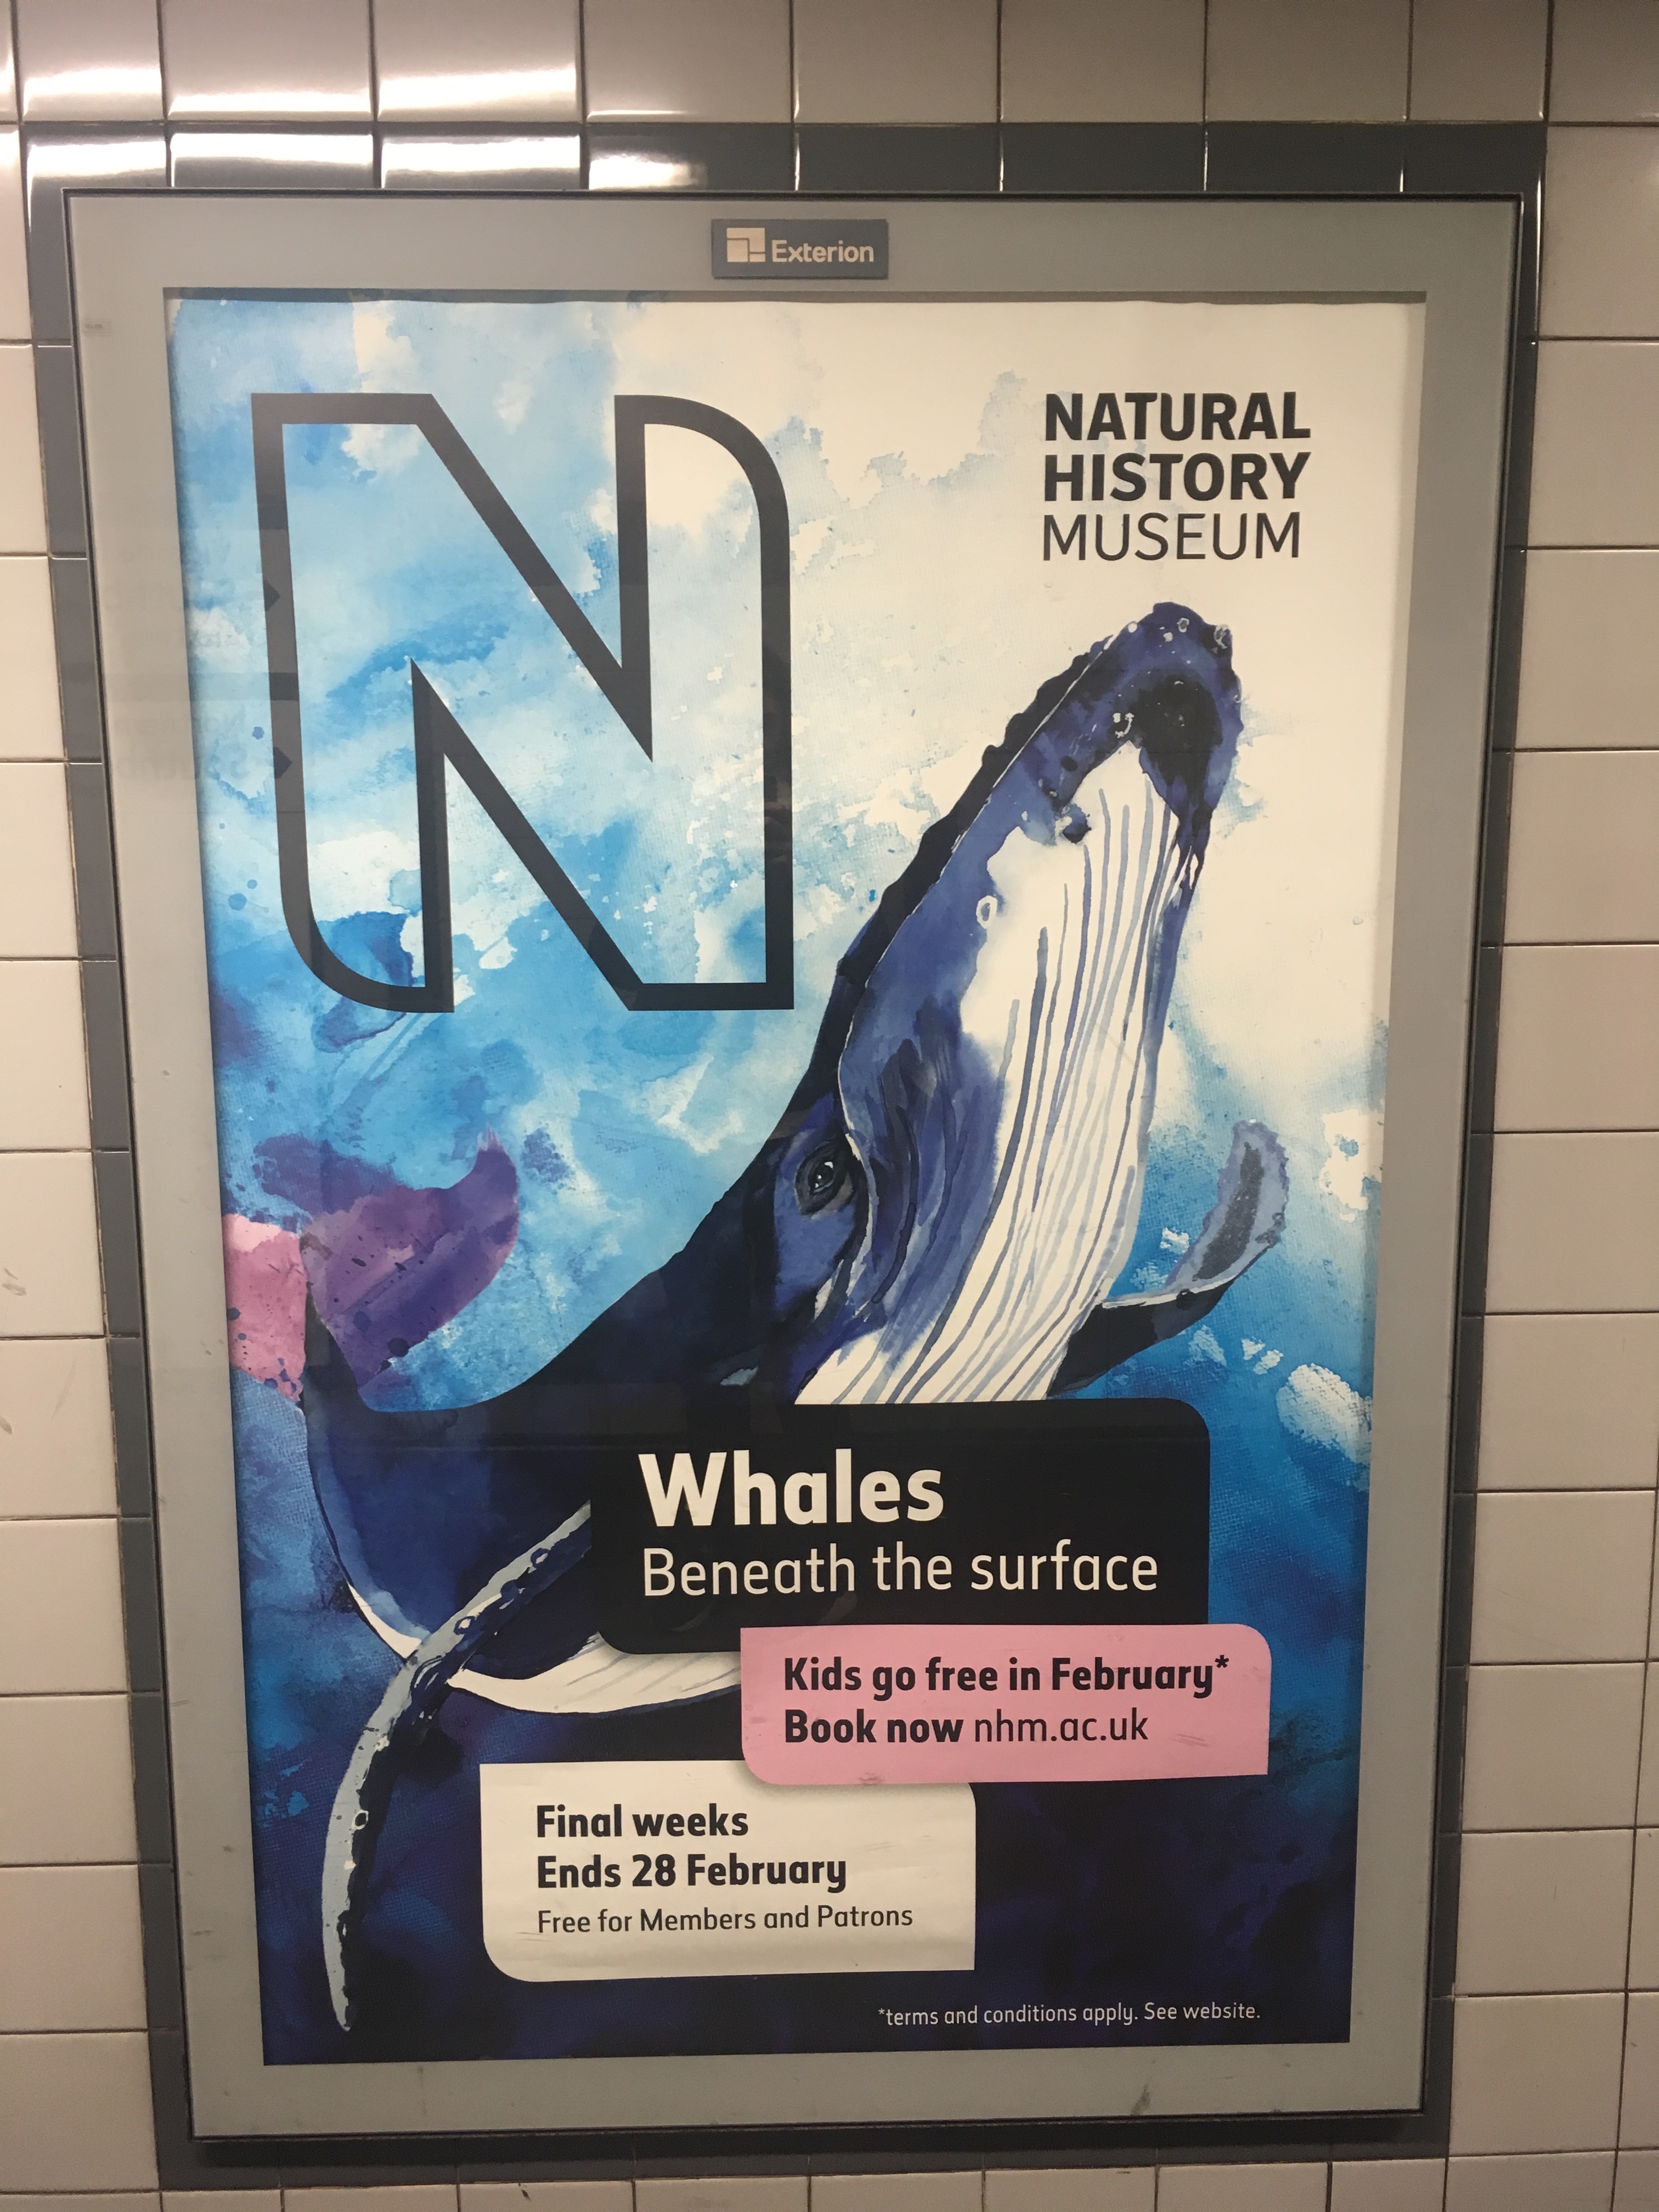 Exterion
N
NATURAL
HISTORY
MUSEUM
Whales
Beneath the surface
Kids go free in February*
Book now nhm.ac.uk
Final weeks
Ends 28 February
Free for Members and Patrons
*terms and conditions apply. See website.